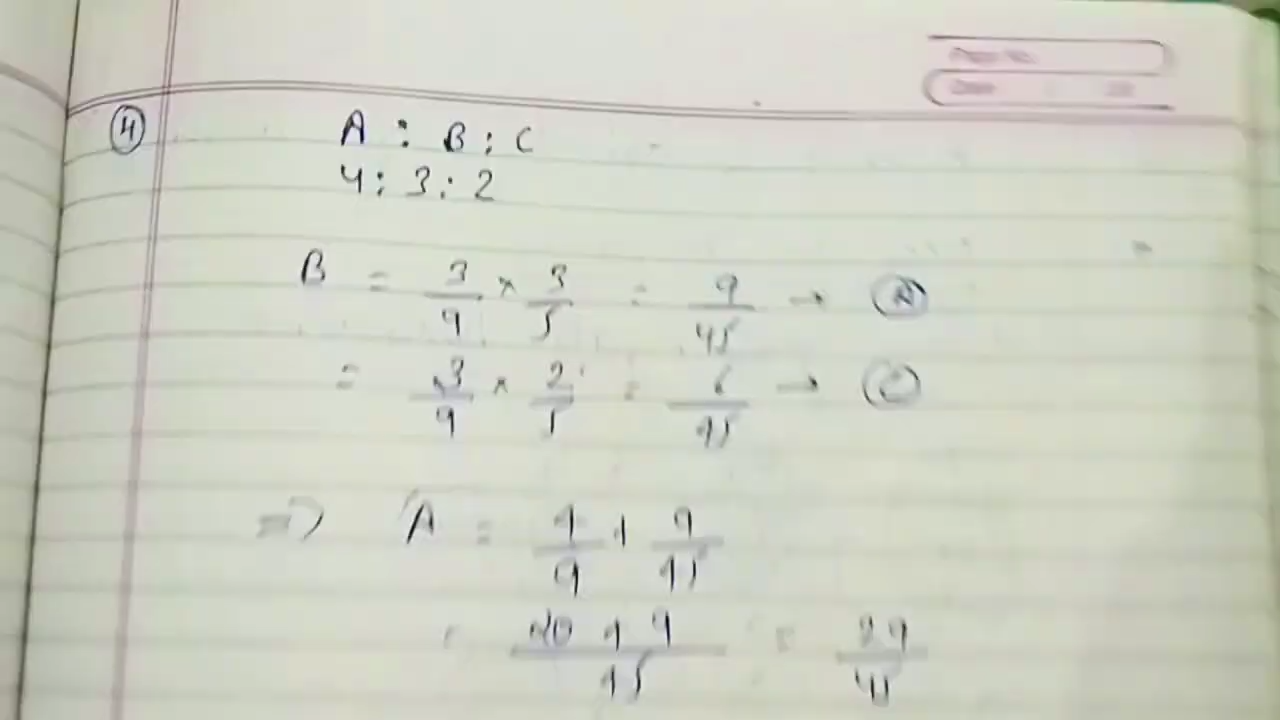 ④ A : B : C
4 : 3 : 2
B = 3/9 × 3/5 = 9/45 → Ⓐ
= 3/9 × 2/5 = 6/45 → Ⓒ
⇒ A = 4/9 + 9/45
= 20 + 9/45 = 29/45